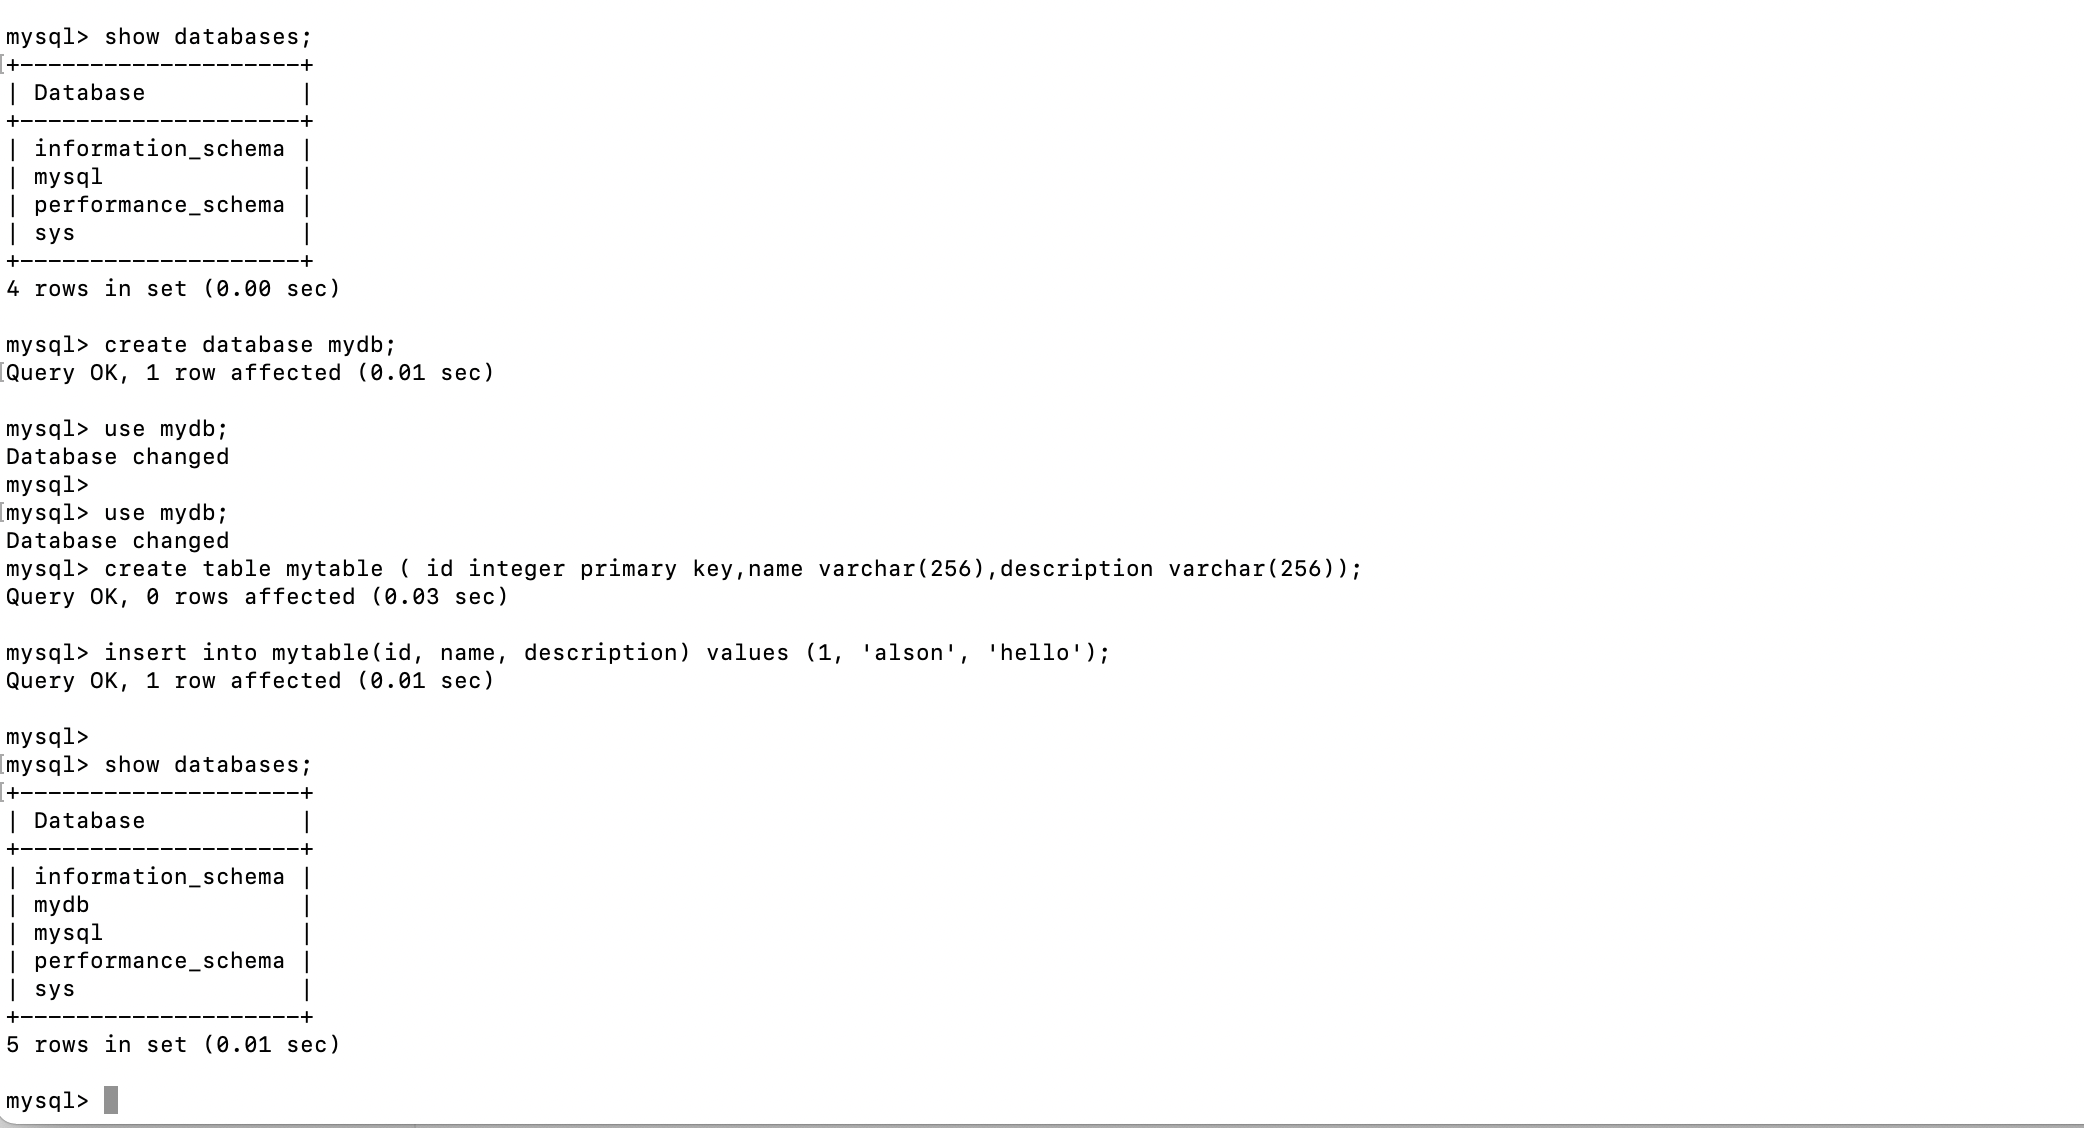 mysql> show databases;
+--------------------+
| Database           |
+--------------------+
| information_schema |
| mysql              |
| performance_schema |
| sys                |
+--------------------+
4 rows in set (0.00 sec)
mysql> create database mydb;
Query OK, 1 row affected (0.01 sec)
mysql> use mydb;
Database changed
mysql>
mysql> use mydb;
Database changed
mysql> create table mytable ( id integer primary key,name varchar(256),description varchar(256));
Query OK, 0 rows affected (0.03 sec)
mysql> insert into mytable(id, name, description) values (1, 'alson', 'hello');
Query OK, 1 row affected (0.01 sec)
mysql>
mysql> show databases;
+--------------------+
| Database           |
+--------------------+
| information_schema |
| mydb               |
| mysql              |
| performance_schema |
| sys                |
+--------------------+
5 rows in set (0.01 sec)
mysql>